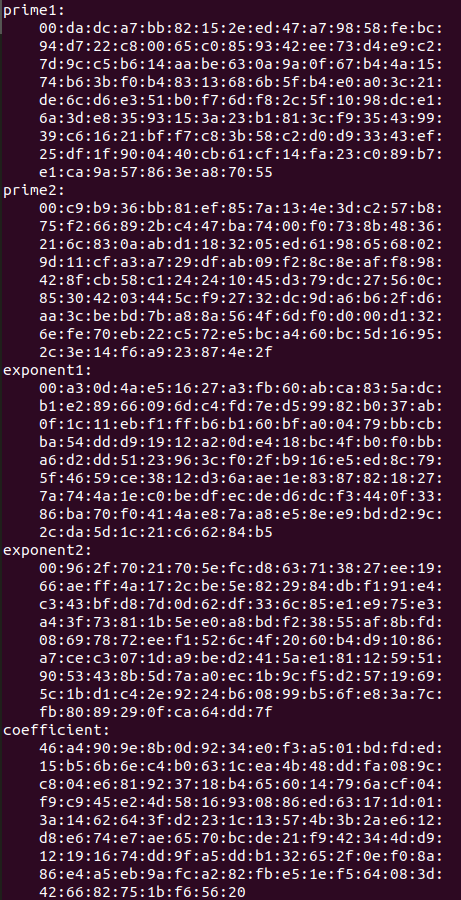 prime1:
00:da:dc:a7:bb:82:15:2e:ed:47:a7:98:58:fe:bc:
94:d7:22:c8:00:65:c0:85:93:42:ee:73:d4:e9:c2:
7d:9c:c5:b6:14:aa:be:63:0a:9a:0f:67:b4:4a:15:
74:b6:3b:f0:b4:83:13:68:6b:5f:b4:e0:a0:3c:21:
de:6c:d6:e3:51:b0:f7:6d:f8:2c:5f:10:98:dc:e1:
6a:3d:e8:35:93:15:3a:23:b1:81:3c:f9:35:43:99:
39:c6:16:21:bf:f7:c8:3b:58:c2:d0:d9:33:43:ef:
25:df:1f:90:04:40:cb:61:cf:14:fa:23:c0:89:b7:
e1:ca:9a:57:86:3e:a8:70:55
prime2:
00:c9:b9:36:bb:81:ef:85:7a:13:4e:3d:c2:57:b8:
75:f2:66:89:2b:c4:47:ba:74:00:f0:73:8b:48:36:
21:6c:83:0a:ab:d1:18:32:05:ed:61:98:65:68:02:
9d:11:cf:a3:a7:29:df:ab:09:f2:8c:8e:af:f8:98:
42:8f:cb:58:c1:24:24:10:45:d3:79:dc:27:56:0c:
85:30:42:03:44:5c:f9:27:32:dc:9d:a6:b6:2f:d6:
aa:3c:be:bd:7b:a8:8a:56:4f:6d:f0:d0:00:d1:32:
6e:fe:70:eb:22:c5:72:e5:bc:a4:60:bc:5d:16:95:
2c:3e:14:f6:a9:23:87:4e:2f
exponent1:
00:a3:0d:4a:e5:16:27:a3:fb:60:ab:ca:83:5a:dc:
b1:e2:89:66:09:6d:c4:fd:7e:d5:99:82:b0:37:ab:
0f:1c:11:eb:f1:ff:b6:b1:60:bf:a0:04:79:bb:cb:
ba:54:dd:d9:19:12:a2:0d:e4:18:bc:4f:b0:f0:bb:
a6:d2:dd:51:23:96:3c:f0:2f:b9:16:e5:ed:8c:79:
5f:46:59:ce:38:12:d3:6a:ae:1e:83:87:82:18:27:
7a:74:4a:1e:c0:be:df:ec:de:d6:dc:f3:44:0f:33:
86:ba:70:f0:41:4a:e8:7a:a8:e5:8e:e9:bd:d2:9c:
2c:da:5d:1c:21:c6:62:84:b5
exponent2:
00:96:2f:70:21:70:5e:fc:d8:63:71:38:27:ee:19:
66:ae:ff:4a:17:2c:be:5e:82:29:84:db:f1:91:e4:
c3:43:bf:d8:7d:0d:62:df:33:6c:85:e1:e9:75:e3:
a4:3f:73:81:1b:5e:e0:a8:bd:f2:38:55:af:8b:fd:
08:69:78:72:ee:f1:52:6c:4f:20:60:b4:d9:10:86:
a7:ce:c3:07:1d:a9:be:d2:41:5a:e1:81:12:59:51:
90:53:43:8b:5d:7a:a0:ec:1b:9c:f5:d2:57:19:69:
5c:1b:d1:c4:2e:92:24:b6:08:99:b5:6f:e8:3a:7c:
fb:80:89:29:0f:ca:64:dd:7f
coefficient:
46:a4:90:9e:8b:0d:92:34:e0:f3:a5:01:bd:fd:ed:
15:b5:6b:6e:c4:b0:63:1c:ea:4b:48:dd:fa:08:9c:
c8:04:e6:81:92:37:18:b4:65:60:14:79:6a:cf:04:
f9:c9:45:e2:4d:58:16:93:08:86:ed:63:17:1d:01:
3a:14:62:64:3f:d2:23:1c:13:57:4b:3b:2a:e6:12:
d8:e6:74:e7:ae:65:70:bc:de:21:f9:42:34:4d:d9:
12:19:16:74:dd:9f:a5:dd:b1:32:65:2f:0e:f0:8a:
86:e4:a5:eb:9a:fc:a2:82:fb:e5:1e:f5:64:08:3d:
42:66:82:75:1b:f6:56:20